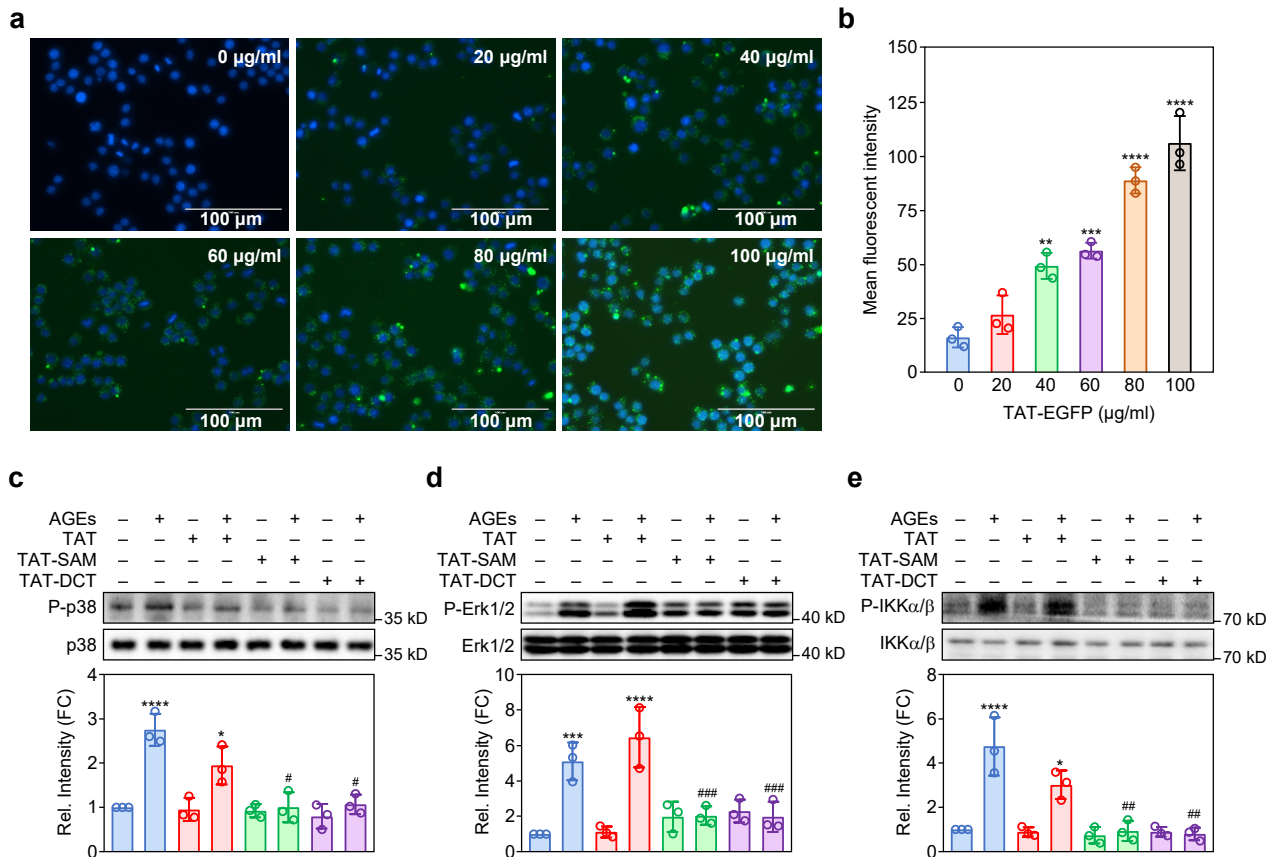 a
0 µg/ml
20 µg/ml
40 µg/ml
100 µm
100 µm
100 µm
60 µg/ml
80 µg/ml
100 µg/ml
100 µm
100 µm
100 µm
b
150
125
100
75
50
25
0
Mean fluorescent intensity
** *** **** ****
0 20 40 60 80 100
TAT-EGFP (µg/ml)
c
AGEs – + – + – + – +
TAT – – + + – – – –
TAT-SAM – – – – + + – –
TAT-DCT – – – – – – + +
P-p38
35 kD
p38
35 kD
4
3
2
1
0
Rel. Intensity (FC)
**** * # #
d
AGEs – + – + – + – +
TAT – – + + – – – –
TAT-SAM – – – – + + – –
TAT-DCT – – – – – – + +
P-Erk1/2
40 kD
Erk1/2
40 kD
10
8
6
4
2
0
Rel. Intensity (FC)
*** **** ### ###
e
AGEs – + – + – + – +
TAT – – + + – – – –
TAT-SAM – – – – + + – –
TAT-DCT – – – – – – + +
P-IKKα/β
70 kD
IKKα/β
70 kD
8
6
4
2
0
Rel. Intensity (FC)
**** * ## ##